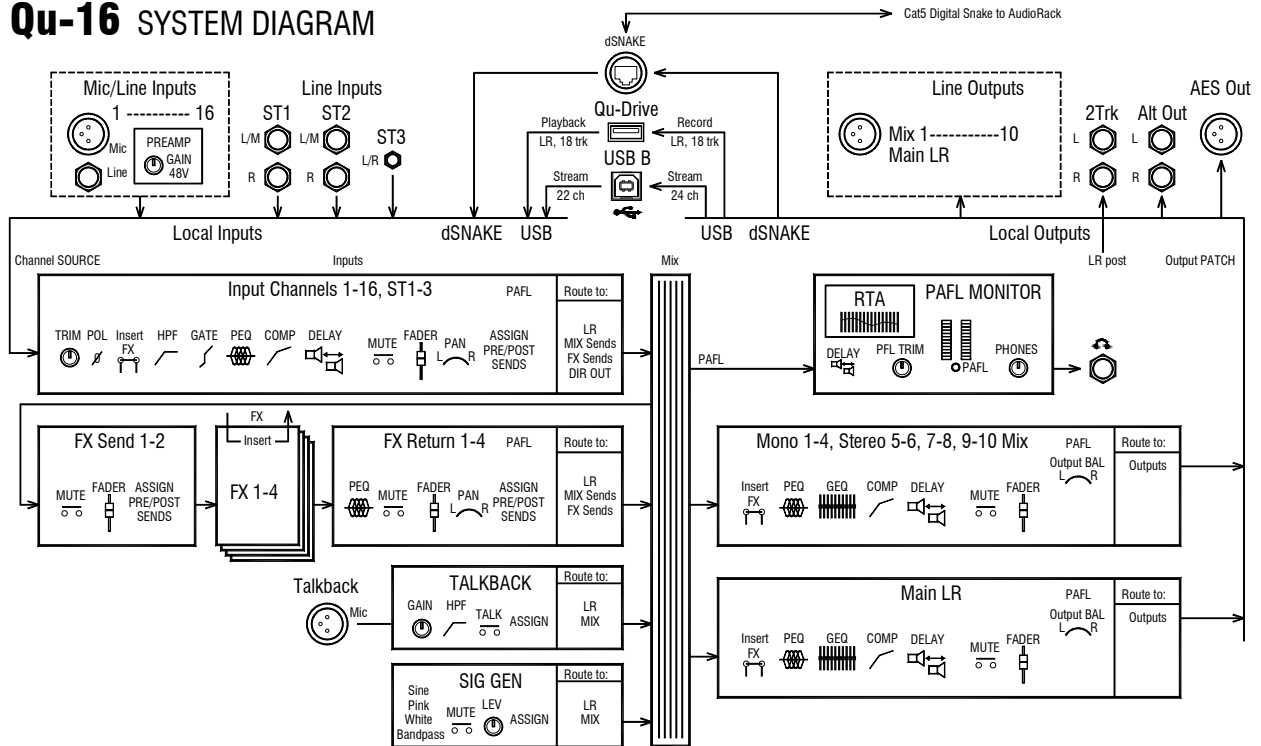 Qu-16 SYSTEM DIAGRAM
Cat5 Digital Snake to AudioRack
dSNAKE
Mic/Line Inputs
1 ---------- 16
Mic
Line
PREAMP
GAIN
48V
Line Inputs
ST1
ST2
ST3
L/M
L/M
L/R
R
R
Qu-Drive
Playback
LR, 18 trk
Record
LR, 18 trk
USB B
Stream
22 ch
Stream
24 ch
Line Outputs
Mix 1-----------10
Main LR
2Trk
Alt Out
L
L
R
R
AES Out
Local Inputs
dSNAKE
USB
USB
dSNAKE
Local Outputs
Channel SOURCE
Inputs
Mix
LR post
Output PATCH
Input Channels 1-16, ST1-3
PAFL
Route to:
TRIM
POL
Insert
FX
HPF
GATE
PEQ
COMP
DELAY
MUTE
FADER
PAN
L
R
ASSIGN
PRE/POST
SENDS
LR
MIX Sends
FX Sends
DIR OUT
PAFL
RTA
PAFL MONITOR
DELAY
PFL TRIM
PAFL
PHONES
FX Send 1-2
MUTE
FADER
ASSIGN
PRE/POST
SENDS
FX
Insert
FX 1-4
FX Return 1-4
PAFL
Route to:
PEQ
MUTE
FADER
PAN
L
R
ASSIGN
PRE/POST
SENDS
LR
MIX Sends
FX Sends
Mono 1-4, Stereo 5-6, 7-8, 9-10 Mix
PAFL
Route to:
Output BAL
L
R
Outputs
Insert
FX
PEQ
GEQ
COMP
DELAY
MUTE
FADER
Talkback
Mic
TALKBACK
Route to:
GAIN
HPF
TALK
ASSIGN
LR
MIX
Main LR
PAFL
Route to:
Output BAL
L
R
Outputs
Insert
FX
PEQ
GEQ
COMP
DELAY
MUTE
FADER
SIG GEN
Route to:
Sine
Pink
White
Bandpass
MUTE
LEV
ASSIGN
LR
MIX